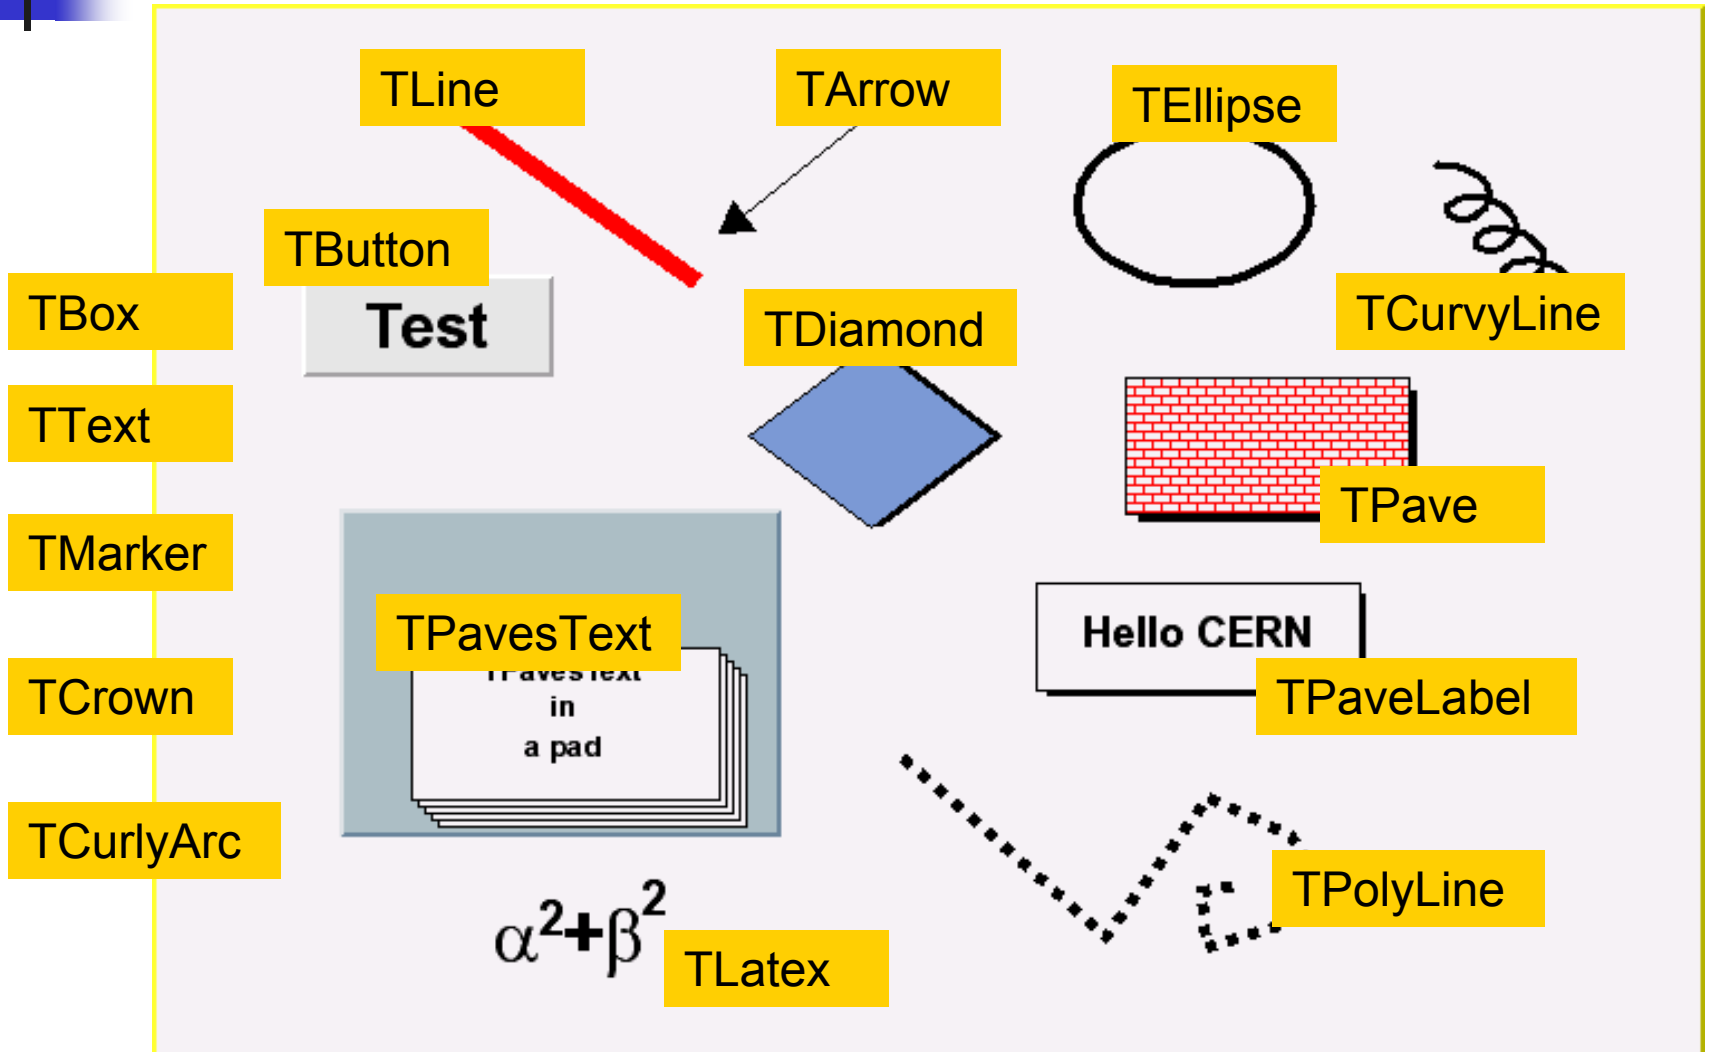 TLine
TArrow
TEllipse
TButton
TBox
Test
TDiamond
TCurvyLine
TText
TPave
TMarker
TPavesText
TPavesText
in
a pad
Hello CERN
TCrown
TPaveLabel
TCurlyArc
TPolyLine
α²+β²
TLatex